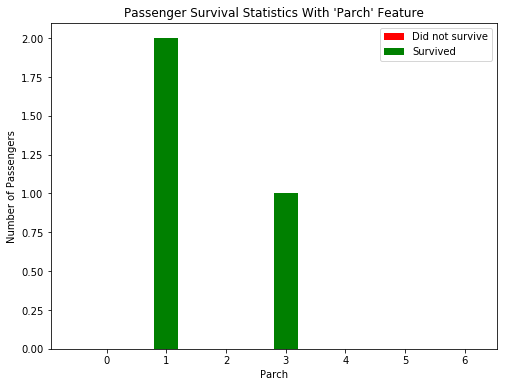 Passenger Survival Statistics With 'Parch' Feature
Did not survive
Survived
Number of Passengers
2.00
1.75
1.50
1.25
1.00
0.75
0.50
0.25
0.00
0 1 2 3 4 5 6
Parch